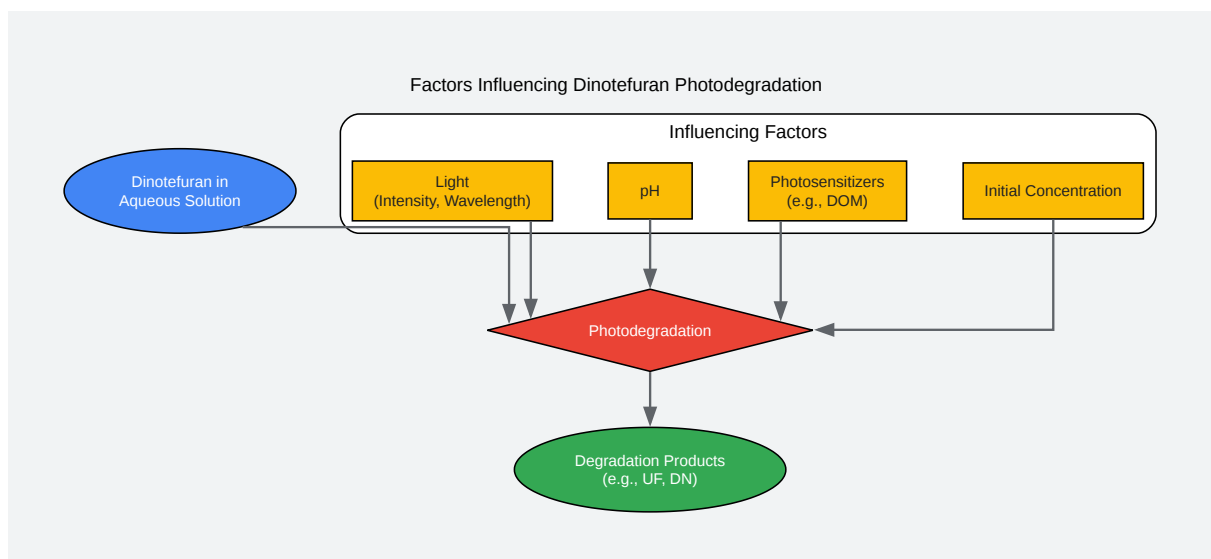 Factors Influencing Dinotefuran Photodegradation
Influencing Factors
Dinotefuran in
Aqueous Solution
Light
(Intensity, Wavelength)
pH
Photosensitizers
(e.g., DOM)
Initial Concentration
Photodegradation
Degradation Products
(e.g., UF, DN)